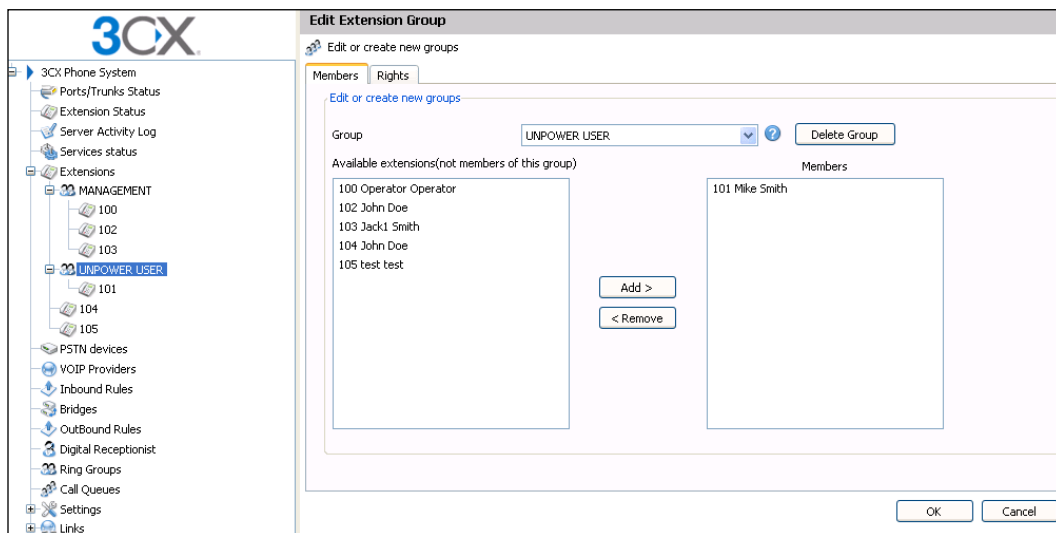 3CX
3CX Phone System
Ports/Trunks Status
Extension Status
Server Activity Log
Services status
Extensions
MANAGEMENT
100
102
103
UNPOWER USER
101
104
105
PSTN devices
VOIP Providers
Inbound Rules
Bridges
OutBound Rules
Digital Receptionist
Ring Groups
Call Queues
Settings
Links
Edit Extension Group
Edit or create new groups
Members Rights
Edit or create new groups
Group UNPOWER USER ? Delete Group
Available extensions(not members of this group) Members
100 Operator Operator
102 John Doe
103 Jack1 Smith
104 John Doe
105 test test
101 Mike Smith
Add >
< Remove
OK Cancel